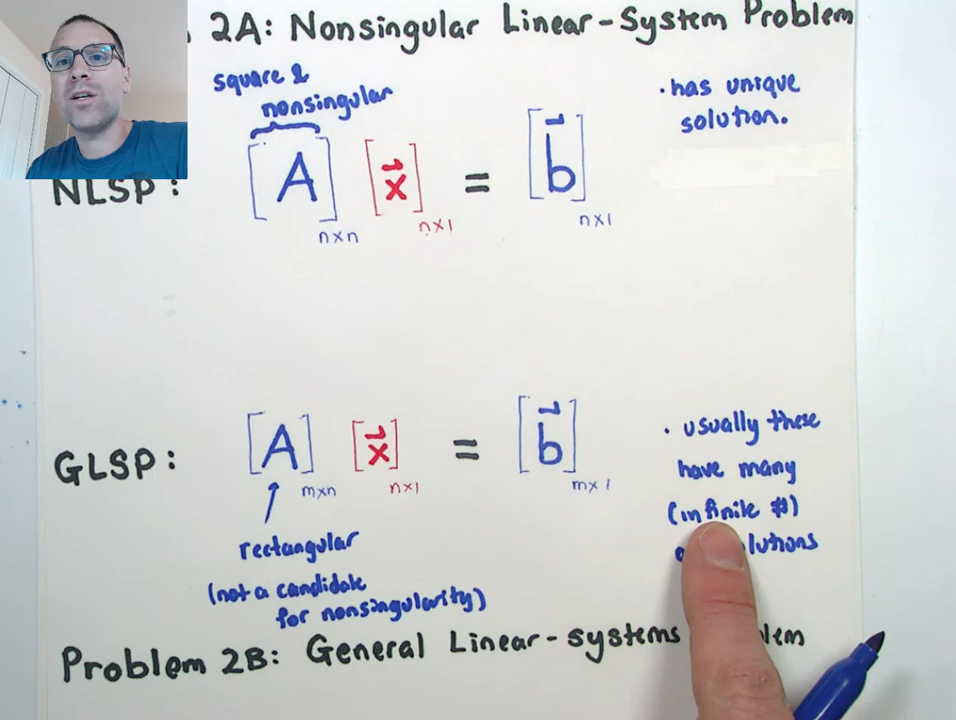 2A: Nonsingular Linear-System Problem
square &
nonsingular
• has unique
solution.
NLSP: [A] n×n [x⃗] n×1 = [b⃗] n×1
GLSP: [A] m×n [x⃗] n×1 = [b⃗] m×1
• usually these
have many
(infinite #)
rectangular
(not a candidate
for nonsingularity)
Problem 2B: General Linear-systems